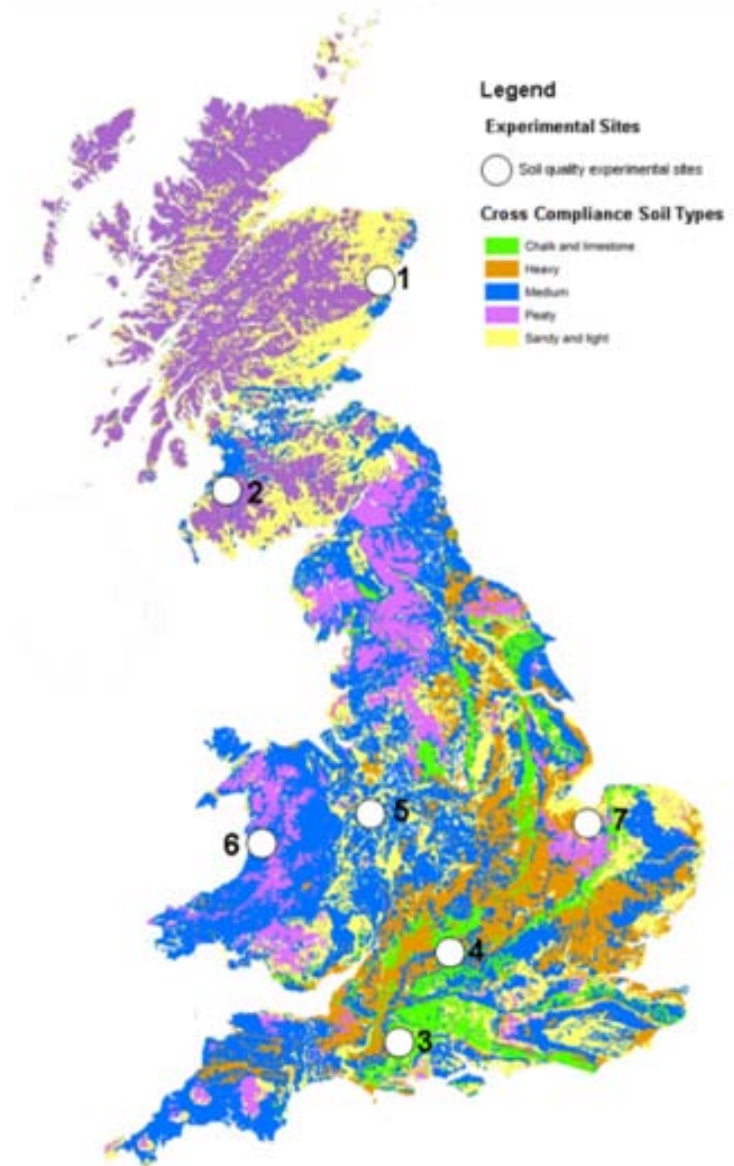 Legend
Experimental Sites
Soil quality experimental sites
Cross Compliance Soil Types
Chalk and limestone
Heavy
Medium
Peaty
Sandy and light
1
2
5
6
7
4
3